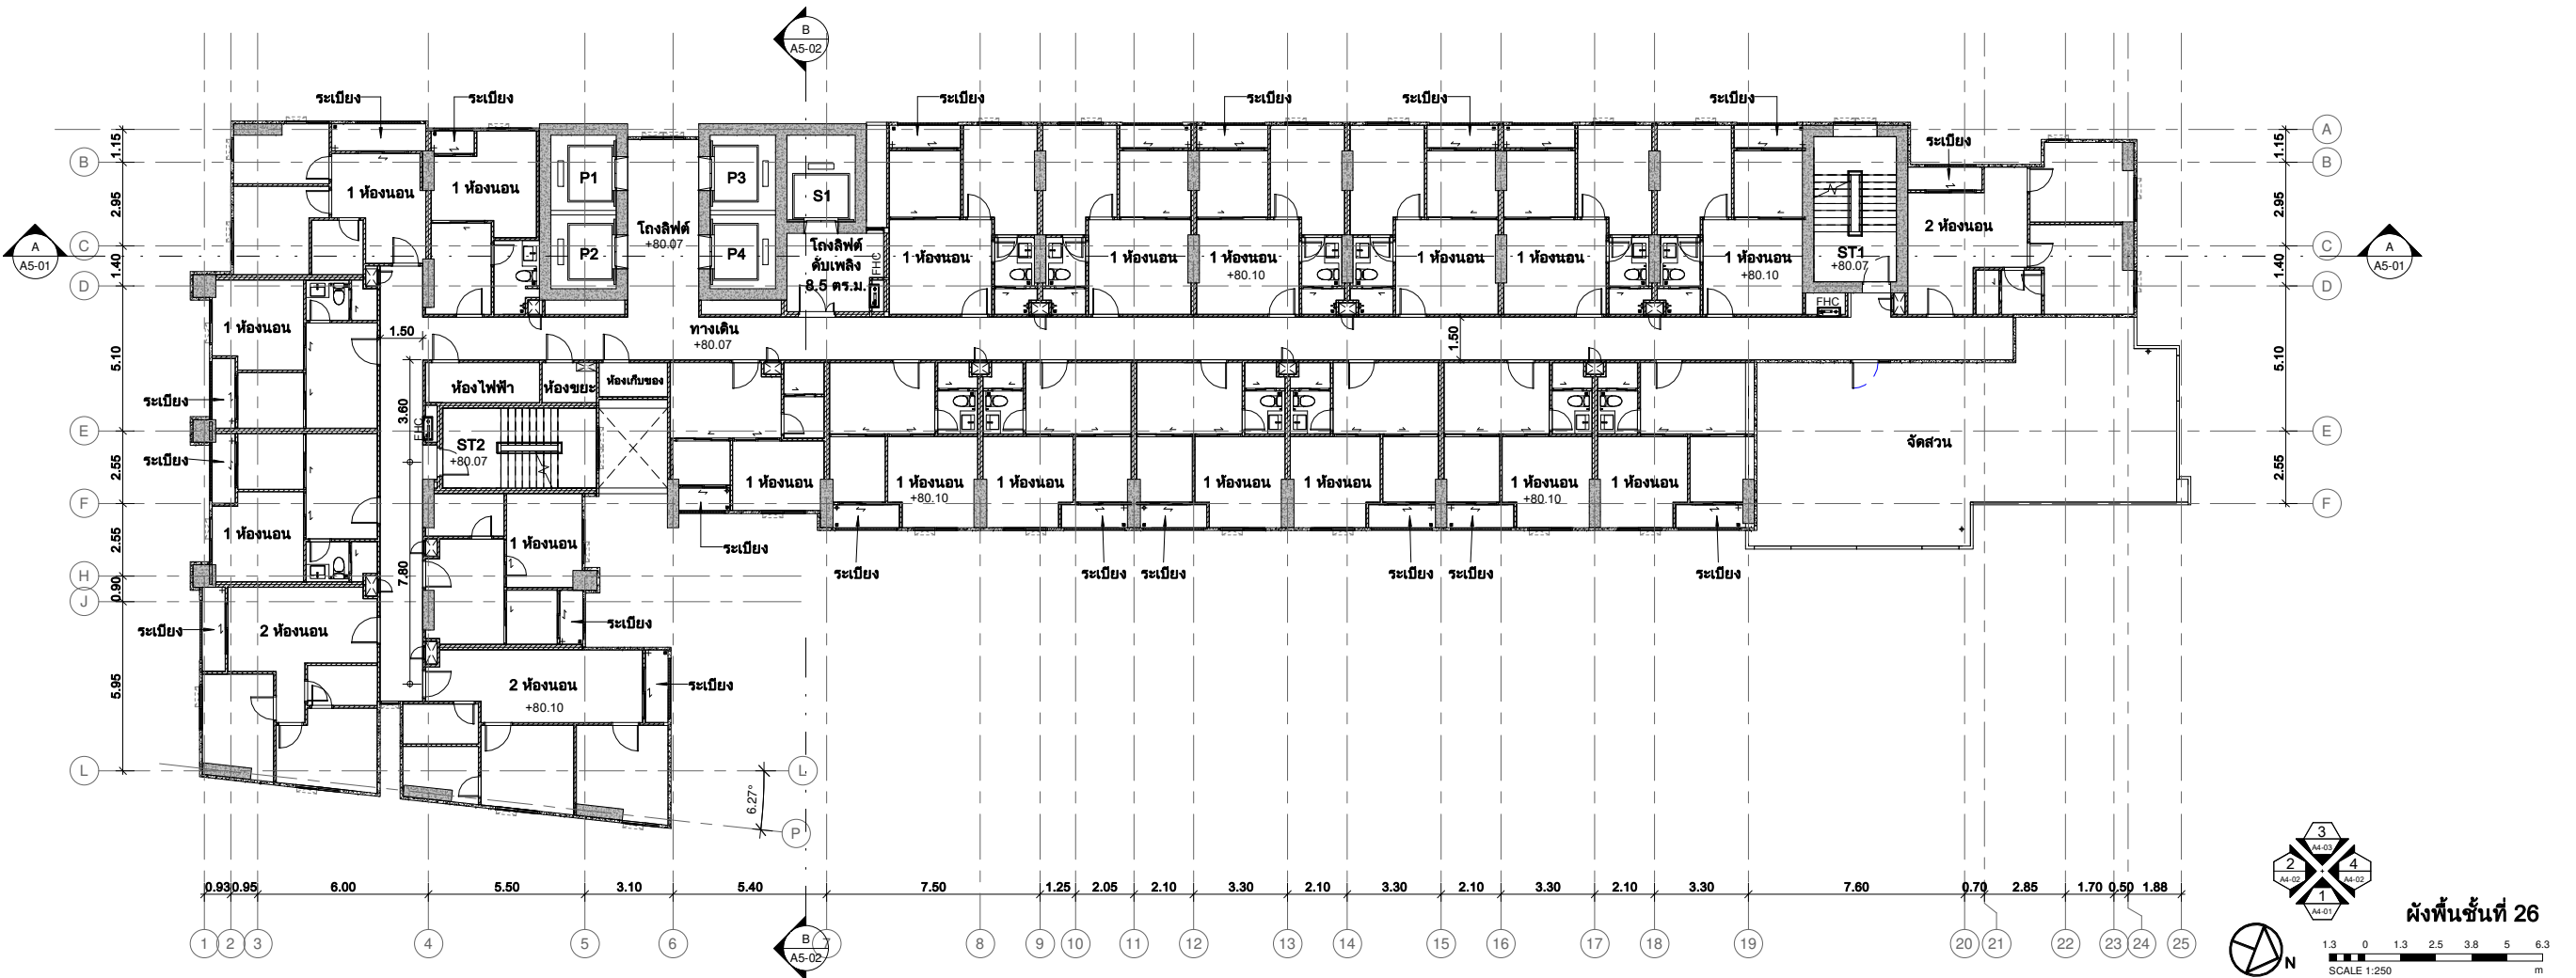 B
A5-02
ระเบียง
ระเบียง
ระเบียง
ระเบียง
ระเบียง
ระเบียง
ระเบียง
A
B
C
D
E
F
B
C
D
E
F
H
J
L
1.15
2.95
1.40
5.10
2.55
2.55
0.90
5.95
1.15
2.95
1.40
5.10
2.55
A
A5-01
A
A5-01
1 ห้องนอน
1 ห้องนอน
P1
P2
โถงลิฟต์
+80.07
P3
P4
S1
โถงลิฟต์
ดับเพลิง
8.5 ตร.ม.
FHC
1 ห้องนอน
1 ห้องนอน
1 ห้องนอน
+80.10
1 ห้องนอน
1 ห้องนอน
1 ห้องนอน
+80.10
ST1
+80.07
FHC
2 ห้องนอน
1 ห้องนอน
1.50
ทางเดิน
+80.07
1.50
ระเบียง
ระเบียง
3.60
ห้องไฟฟ้า
ห้องขยะ
ห้องเก็บของ
FHC
ST2
+80.07
1 ห้องนอน
1 ห้องนอน
+80.10
1 ห้องนอน
1 ห้องนอน
1 ห้องนอน
1 ห้องนอน
+80.10
1 ห้องนอน
จัดสวน
1 ห้องนอน
1 ห้องนอน
7.80
ระเบียง
ระเบียง
ระเบียง
ระเบียง
ระเบียง
ระเบียง
ระเบียง
ระเบียง
2 ห้องนอน
ระเบียง
2 ห้องนอน
+80.10
ระเบียง
L
6.27°
P
0.93
0.95
6.00
5.50
3.10
5.40
7.50
1.25
2.05
2.10
3.30
2.10
3.30
2.10
3.30
2.10
3.30
7.60
0.70
2.85
1.70
0.50
1.88
1
2
3
4
5
6
7
8
9
10
11
12
13
14
15
16
17
18
19
20
21
22
23
24
25
B
A5-02
3
A4-03
2
A4-02
4
A4-02
1
A4-01
ผังพื้นชั้นที่ 26
N
1.3 0 1.3 2.5 3.8 5 6.3
SCALE 1:250 m